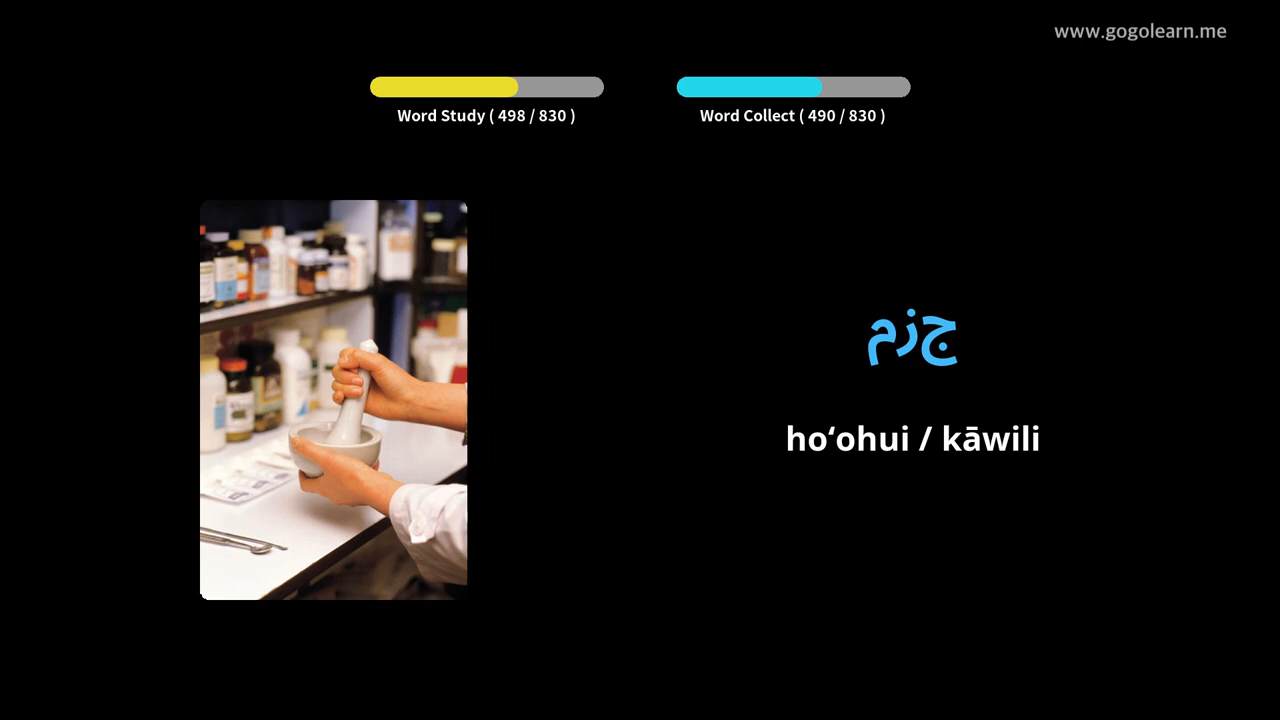 www.gogolearn.me
Word Study ( 498 / 830 )
Word Collect ( 490 / 830 )
جزم
hoʻohui / kāwili